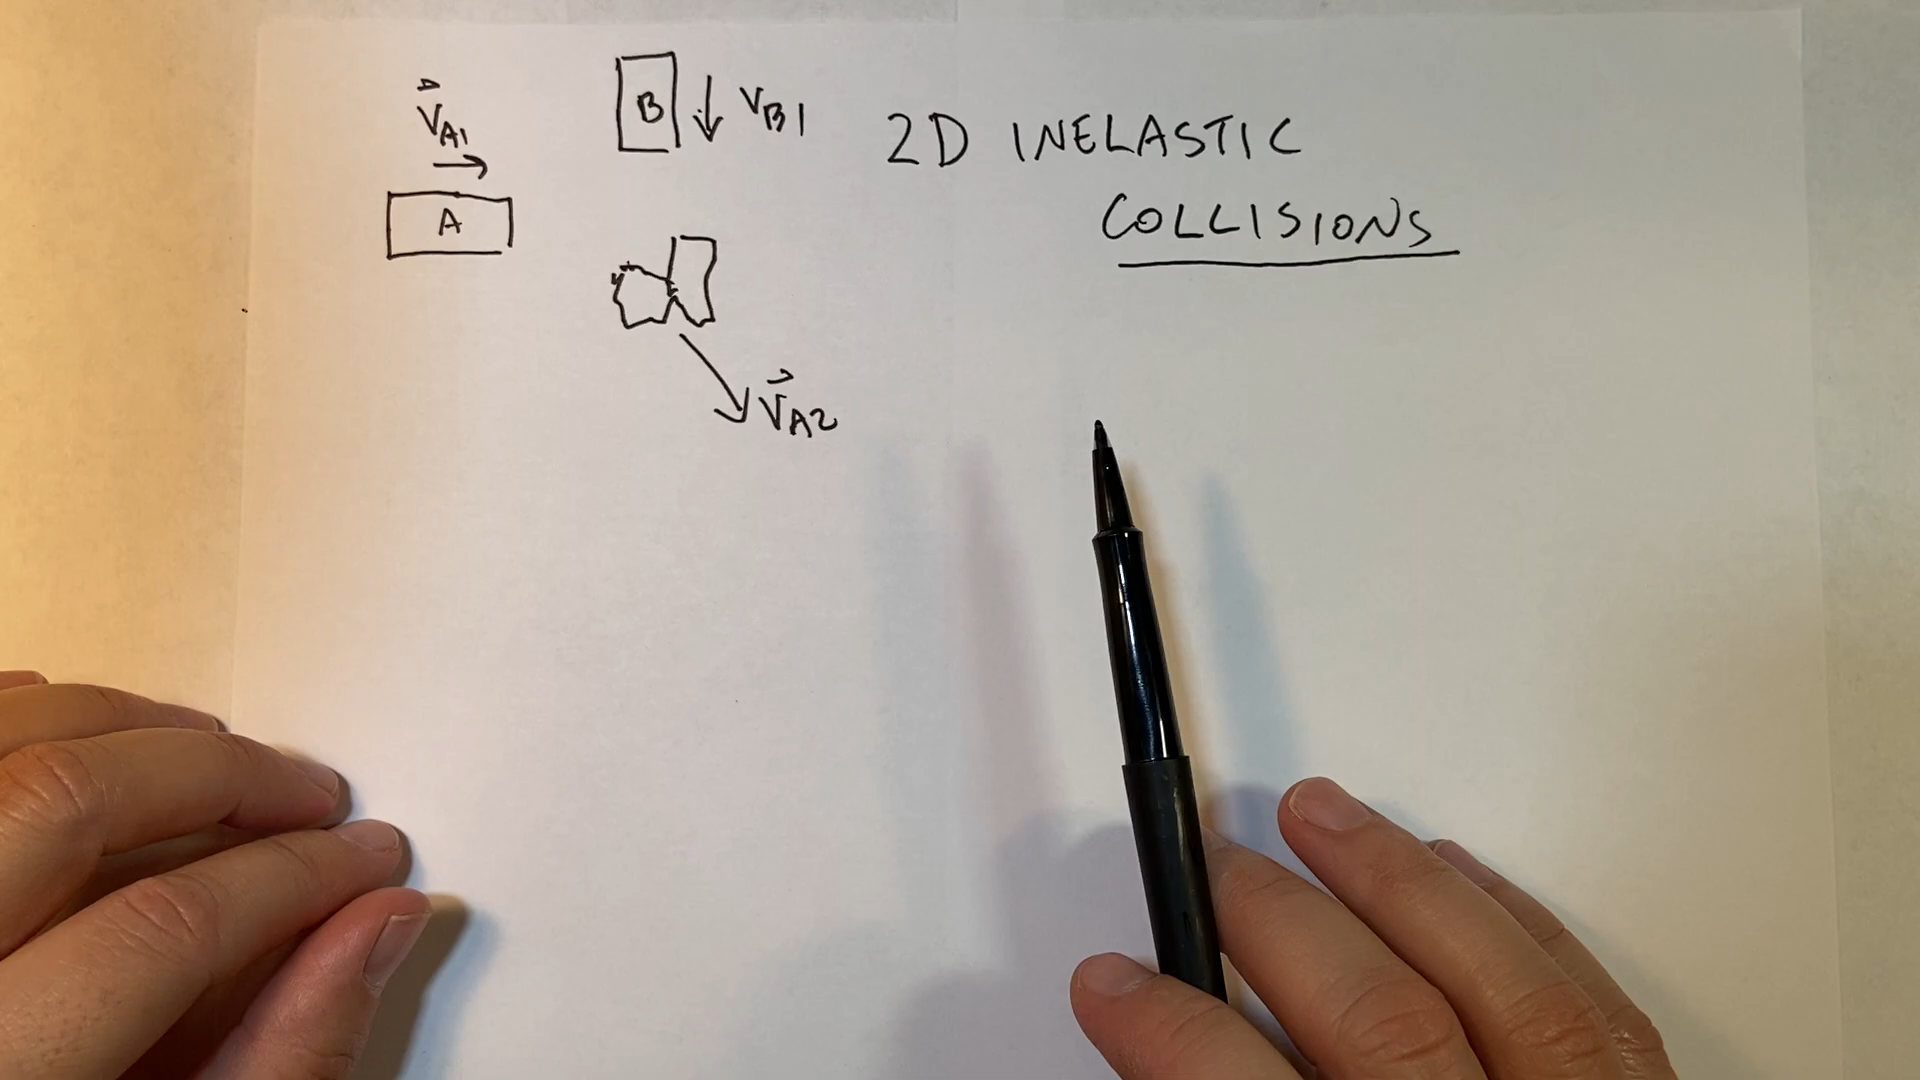 V⃗A1
A
B
VB1
2D INELASTIC
COLLISIONS
V⃗A2